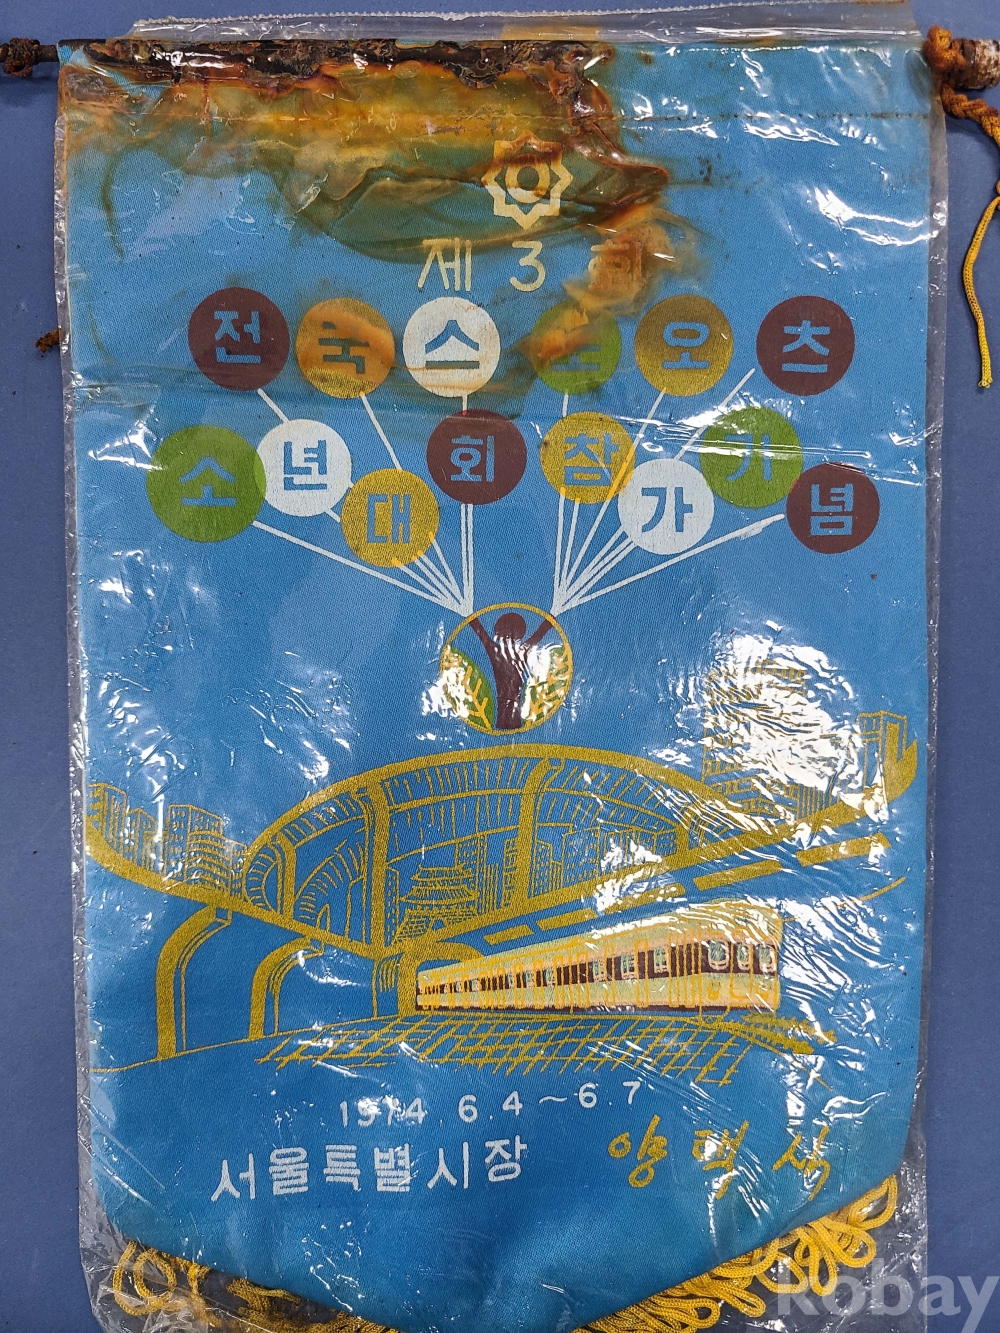 제 3 회
전국스포오츠
소년대회참가기념
1974. 6.4~6.7
서울특별시장 양택식
kobay